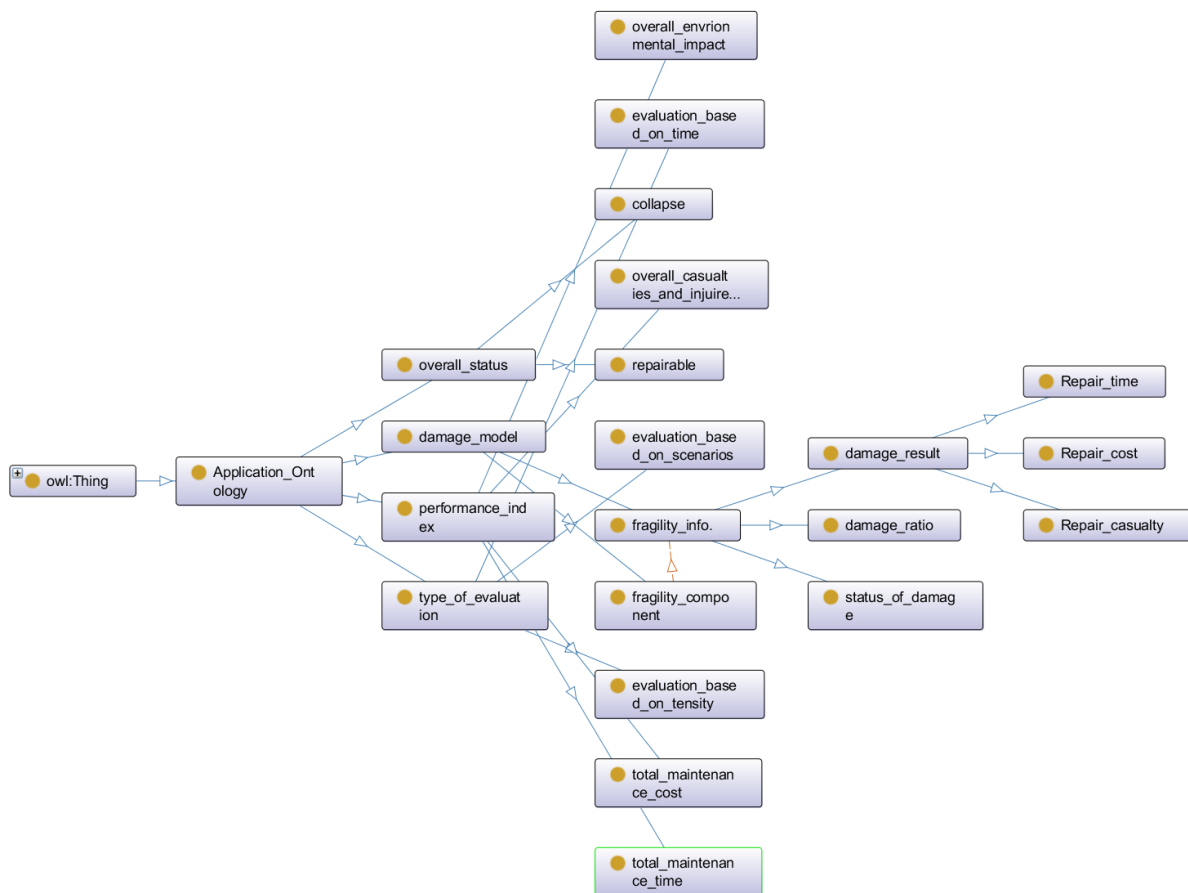 overall_envrion
mental_impact
evaluation_base
d_on_time
collapse
overall_casualt
ies_and_injuire...
overall_status
repairable
Repair_time
damage_model
evaluation_base
d_on_scenarios
damage_result
Repair_cost
owl:Thing
Application_Ont
ology
performance_ind
ex
fragility_info.
damage_ratio
Repair_casualty
type_of_evaluat
ion
fragility_compo
nent
status_of_damag
e
evaluation_base
d_on_tensity
total_maintenan
ce_cost
total_maintenan
ce_time